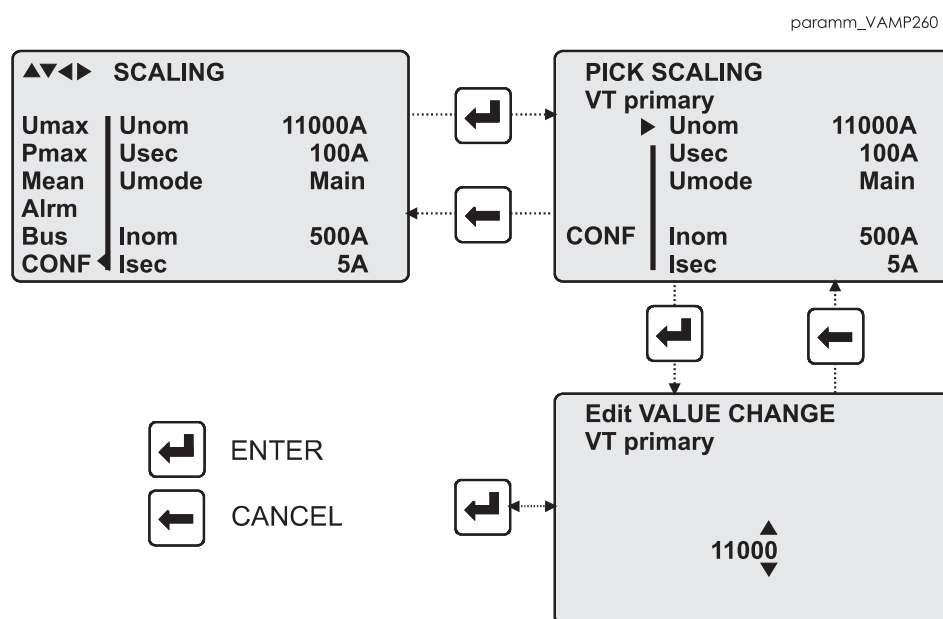 paramm_VAMP260
▲▼◄► SCALING
Umax Unom 11000A
Pmax Usec 100A
Mean Umode Main
Alrm
Bus Inom 500A
CONF Isec 5A
PICK SCALING
VT primary
Unom 11000A
Usec 100A
Umode Main
CONF Inom 500A
Isec 5A
ENTER
CANCEL
Edit VALUE CHANGE
VT primary
11000